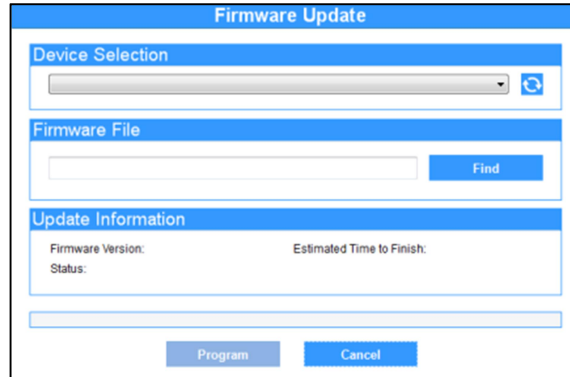 Firmware Update
Device Selection
Firmware File
Find
Update Information
Firmware Version: Estimated Time to Finish:
Status:
Program Cancel